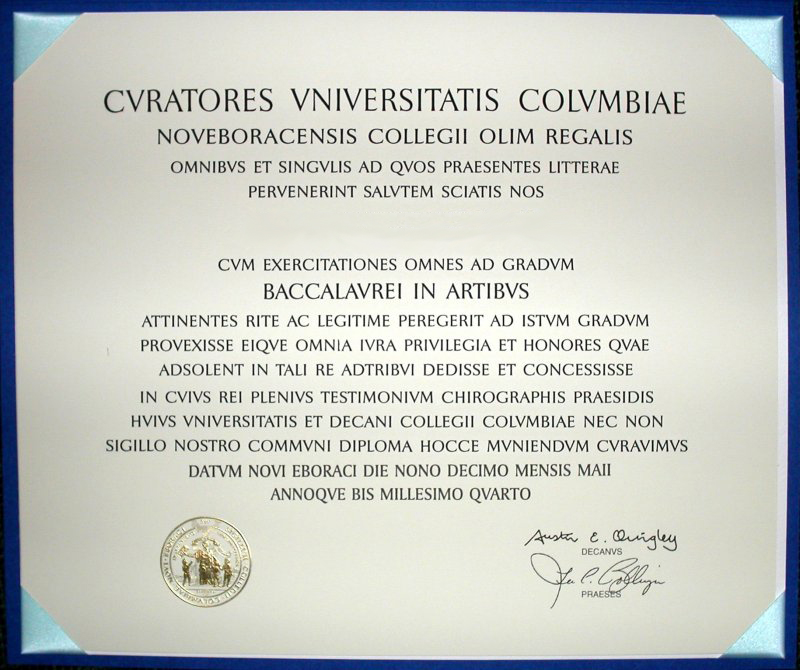 CVRATORES VNIVERSITATIS COLVMBIAE
NOVEBORACENSIS COLLEGII OLIM REGALIS
OMNIBVS ET SINGVLIS AD QVOS PRAESENTES LITTERAE
PERVENERINT SALVTEM SCIATIS NOS
CVM EXERCITATIONES OMNES AD GRADVM
BACCALAVREI IN ARTIBVS
ATTINENTES RITE AC LEGITIME PEREGERIT AD ISTVM GRADVM
PROVEXISSE EIQVE OMNIA IVRA PRIVILEGIA ET HONORES QVAE
ADSOLENT IN TALI RE ADTRIBVI DEDISSE ET CONCESSISSE
IN CVIVS REI PLENIVS TESTIMONIVM CHIROGRAPHIS PRAESIDIS
HVIVS VNIVERSITATIS ET DECANI COLLEGII COLVMBIAE NEC NON
SIGILLO NOSTRO COMMVNI DIPLOMA HOCCE MVNIENDVM CVRAVIMVS
DATVM NOVI EBORACI DIE NONO DECIMO MENSIS MAII
ANNOQVE BIS MILLESIMO QVARTO
Austin E. Quigley
DECANVS
PRAESES